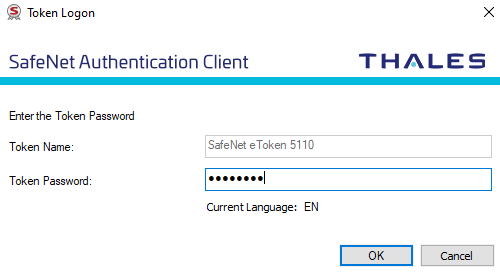 Token Logon
SafeNet Authentication Client
THALES
Enter the Token Password
Token Name:
SafeNet eToken 5110
Token Password:
●●●●●●●●
Current Language: EN
OK
Cancel